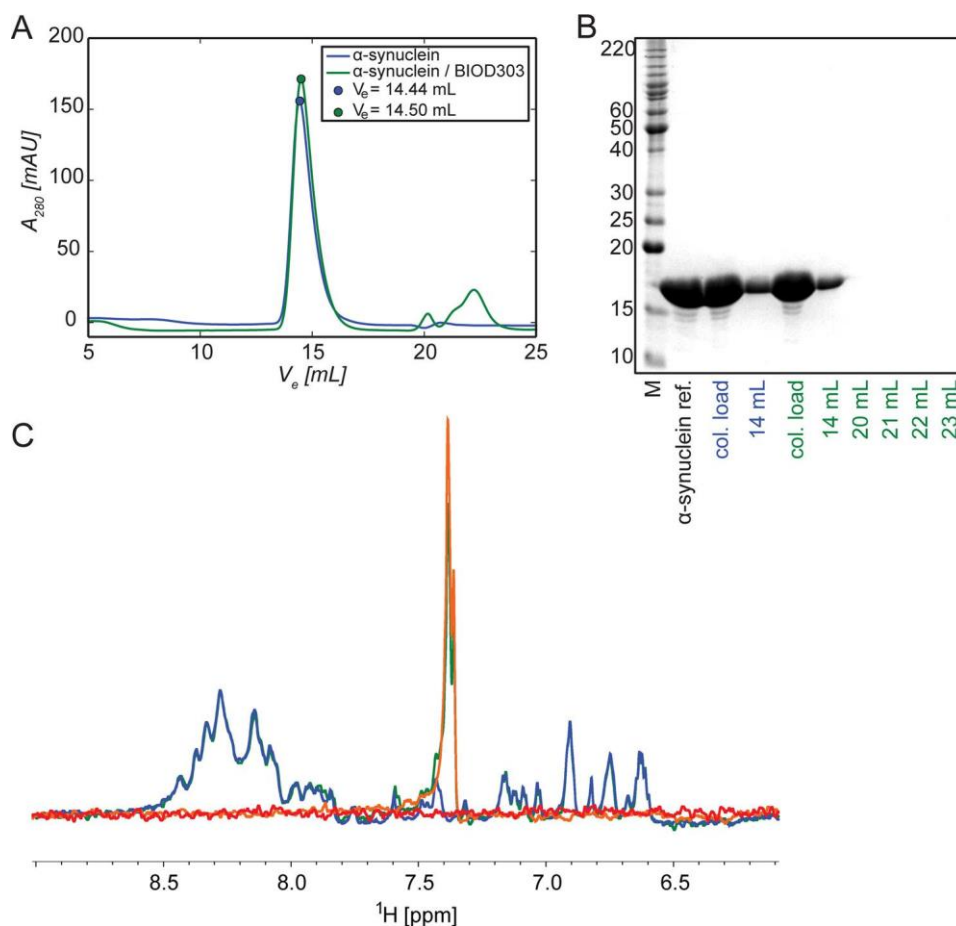 A
200
150
100
50
0
A280 [mAU]
α-synuclein
α-synuclein / BIOD303
Ve = 14.44 mL
Ve = 14.50 mL
5 10 15 20 25
Ve [mL]
B
220
60
50
40
30
25
20
15
10
M
α-synuclein ref.
col. load
14 mL
col. load
14 mL
20 mL
21 mL
22 mL
23 mL
C
8.5 8.0 7.5 7.0 6.5
1H [ppm]